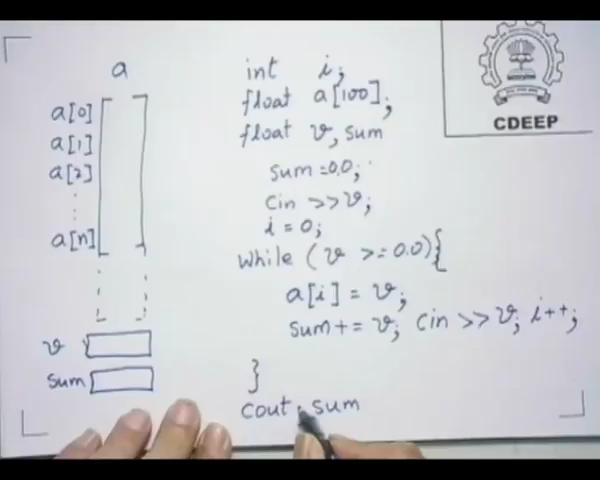 a
a[0]
a[1]
a[2]
a[n]
v
sum
int i;
float a[100];
float v, sum
sum=0.0;
cin >>v;
i = 0;
while ( v >= 0.0){
a[i] = v;
sum+= v; cin >> v; i++;
}
cout sum
CDEEP